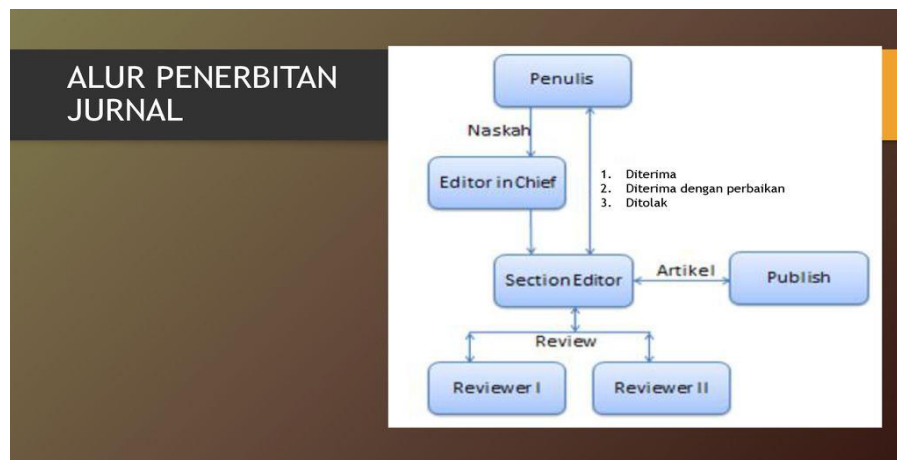 ALUR PENERBITAN
JURNAL
Penulis
Naskah
Editor in Chief
1. Diterima
2. Diterima dengan perbaikan
3. Ditolak
Section Editor
Artikel
Publish
Review
Reviewer I
Reviewer II